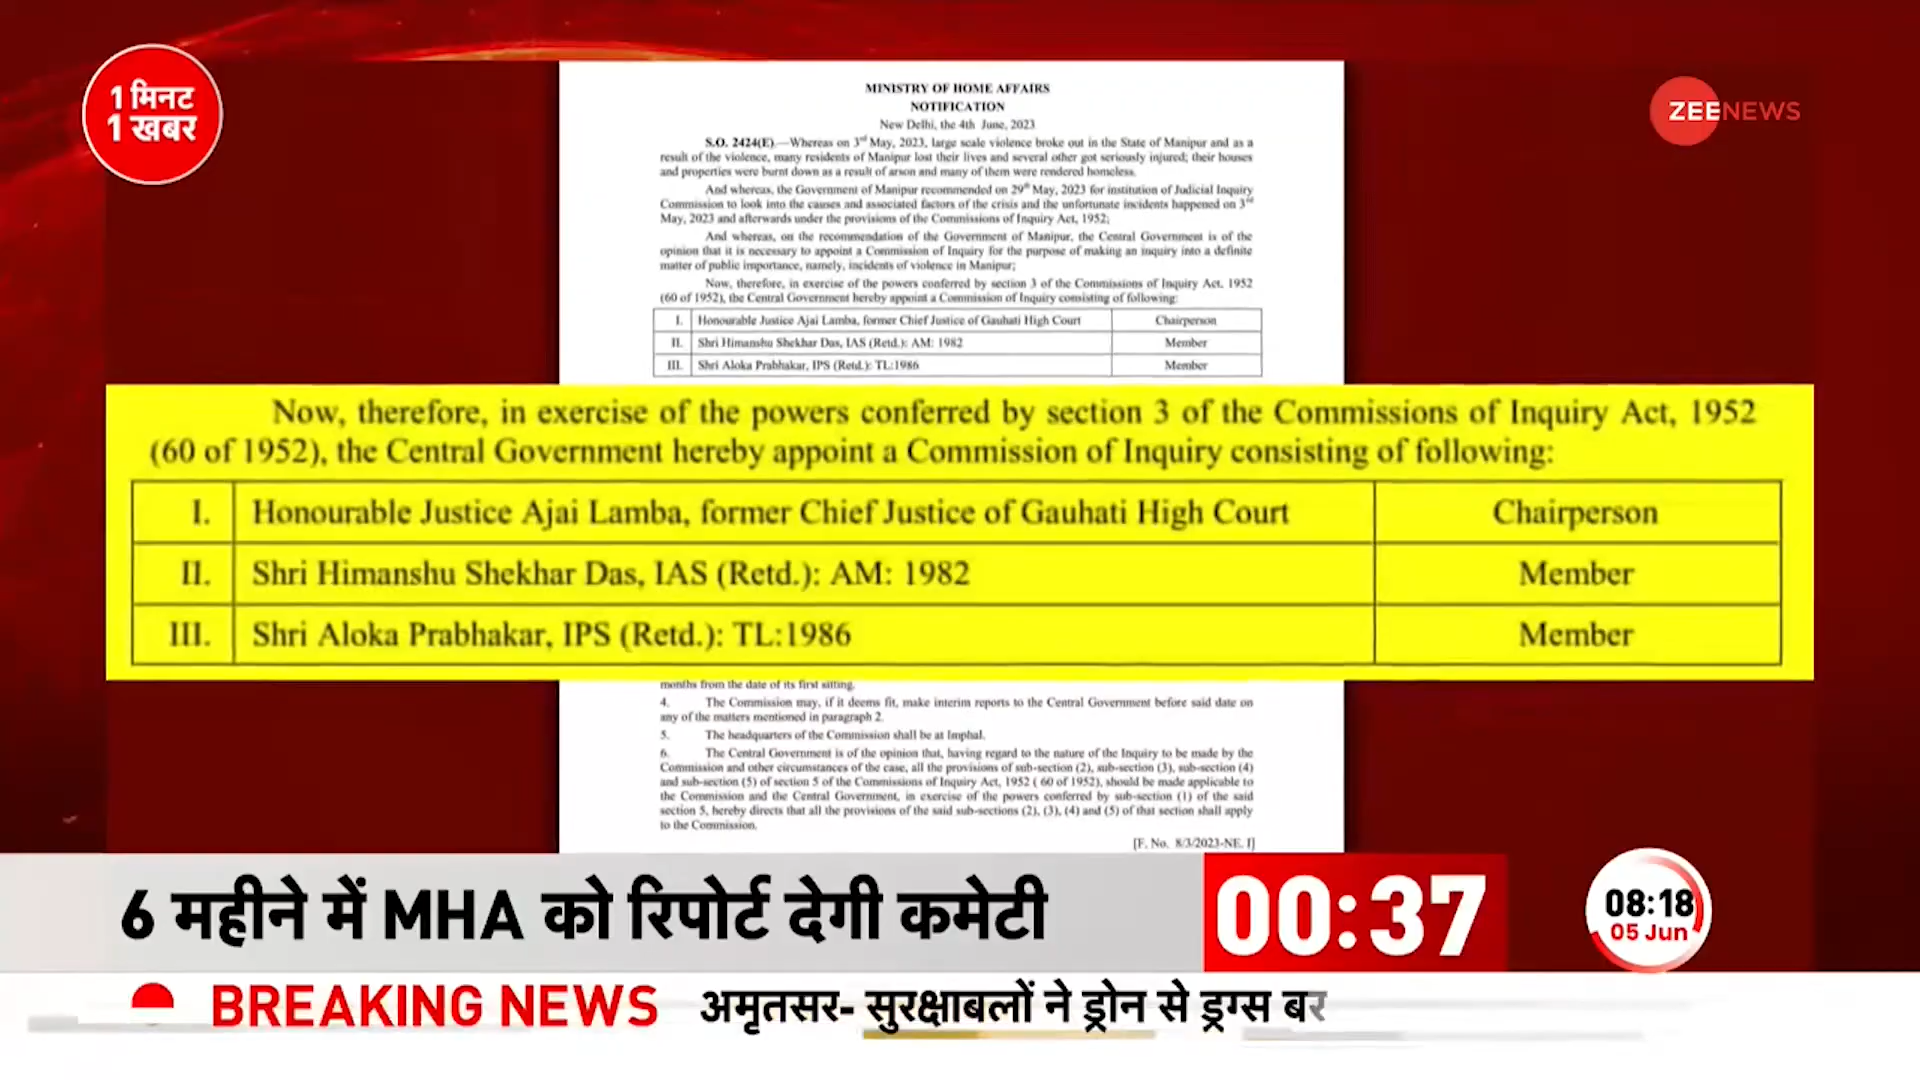 1 मिनट
1 खबर
ZEENEWS
MINISTRY OF HOME AFFAIRS
NOTIFICATION
New Delhi, the 4th June, 2023
S.O. 2424(E).—Whereas on 3rd May, 2023, large scale violence broke out in the State of Manipur and as a
result of the violence, many residents of Manipur lost their lives and several other got seriously injured; their houses
and properties were burnt down as a result of arson and many of them were rendered homeless.
And whereas, the Government of Manipur recommended on 29th May, 2023 for institution of Judicial Inquiry
Commission to look into the causes and associated factors of the crisis and the unfortunate incidents happened on 3rd
May, 2023 and afterwards under the provisions of the Commissions of Inquiry Act, 1952;
And whereas, on the recommendation of the Government of Manipur, the Central Government is of the
opinion that it is necessary to appoint a Commission of Inquiry for the purpose of making an inquiry into a definite
matter of public importance, namely, incidents of violence in Manipur;
Now, therefore, in exercise of the powers conferred by section 3 of the Commissions of Inquiry Act, 1952
(60 of 1952), the Central Government hereby appoint a Commission of Inquiry consisting of following:
I. Honourable Justice Ajai Lamba, former Chief Justice of Gauhati High Court Chairperson
II. Shri Himanshu Shekhar Das, IAS (Retd.): AM: 1982 Member
III. Shri Aloka Prabhakar, IPS (Retd.): TL:1986 Member
Now, therefore, in exercise of the powers conferred by section 3 of the Commissions of Inquiry Act, 1952
(60 of 1952), the Central Government hereby appoint a Commission of Inquiry consisting of following:
I. Honourable Justice Ajai Lamba, former Chief Justice of Gauhati High Court Chairperson
II. Shri Himanshu Shekhar Das, IAS (Retd.): AM: 1982 Member
III. Shri Aloka Prabhakar, IPS (Retd.): TL:1986 Member
months from the date of its first sitting.
4. The Commission may, if it deems fit, make interim reports to the Central Government before said date on
any of the matters mentioned in paragraph 2.
5. The headquarters of the Commission shall be at Imphal.
6. The Central Government is of the opinion that, having regard to the nature of the Inquiry to be made by the
Commission and other circumstances of the case, all the provisions of sub-section (2), sub-section (3), sub-section (4)
and sub-section (5) of section 5 of the Commissions of Inquiry Act, 1952 ( 60 of 1952), should be made applicable to
the Commission and the Central Government, in exercise of the powers conferred by sub-section (1) of the said
section 5, hereby directs that all the provisions of the said sub-sections (2), (3), (4) and (5) of that section shall apply
to the Commission.
[F. No. 8/3/2023-NE. I]
6 महीने में MHA को रिपोर्ट देगी कमेटी
00:37
08:18
05 Jun
BREAKING NEWS
अमृतसर- सुरक्षाबलों ने ड्रोन से ड्रग्स बर